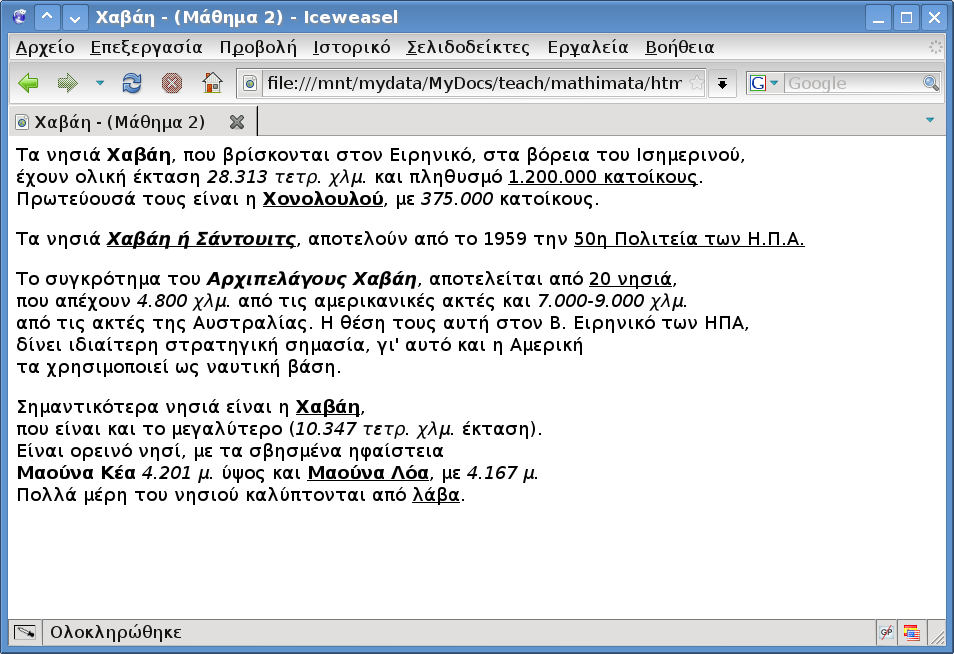 Χαβάη - (Μάθημα 2) - Iceweasel
Αρχείο Επεξεργασία Προβολή Ιστορικό Σελιδοδείκτες Εργαλεία Βοήθεια
file:///mnt/mydata/MyDocs/teach/mathimata/htm G Google
Χαβάη - (Μάθημα 2)
Τα νησιά Χαβάη, που βρίσκονται στον Ειρηνικό, στα βόρεια του Ισημερινού,
έχουν ολική έκταση 28.313 τετρ. χλμ. και πληθυσμό 1.200.000 κατοίκους.
Πρωτεύουσά τους είναι η Χονολουλού, με 375.000 κατοίκους.
Τα νησιά Χαβάη ή Σάντουιτς, αποτελούν από το 1959 την 50η Πολιτεία των Η.Π.Α.
Το συγκρότημα του Αρχιπελάγους Χαβάη, αποτελείται από 20 νησιά,
που απέχουν 4.800 χλμ. από τις αμερικανικές ακτές και 7.000-9.000 χλμ.
από τις ακτές της Αυστραλίας. Η θέση τους αυτή στον Β. Ειρηνικό των ΗΠΑ,
δίνει ιδιαίτερη στρατηγική σημασία, γι' αυτό και η Αμερική
τα χρησιμοποιεί ως ναυτική βάση.
Σημαντικότερα νησιά είναι η Χαβάη,
που είναι και το μεγαλύτερο (10.347 τετρ. χλμ. έκταση).
Είναι ορεινό νησί, με τα σβησμένα ηφαίστεια
Μαούνα Κέα 4.201 μ. ύψος και Μαούνα Λόα, με 4.167 μ.
Πολλά μέρη του νησιού καλύπτονται από λάβα.
Ολοκληρώθηκε GP